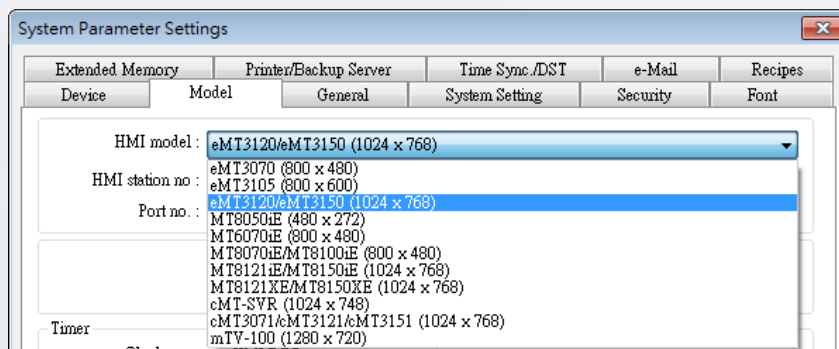 System Parameter Settings
Extended Memory Printer/Backup Server Time Sync./DST e-Mail Recipes
Device Model General System Setting Security Font
HMI model : eMT3120/eMT3150 (1024 x 768)
eMT3070 (800 x 480)
HMI station no : eMT3105 (800 x 600)
eMT3120/eMT3150 (1024 x 768)
Port no. : MT8050iE (480 x 272)
MT6070iE (800 x 480)
MT8070iE/MT8100iE (800 x 480)
MT8121iE/MT8150iE (1024 x 768)
MT8121XE/MT8150XE (1024 x 768)
cMT-SVR (1024 x 748)
cMT3071/cMT3121/cMT3151 (1024 x 768)
Timer
mTV-100 (1280 x 720)